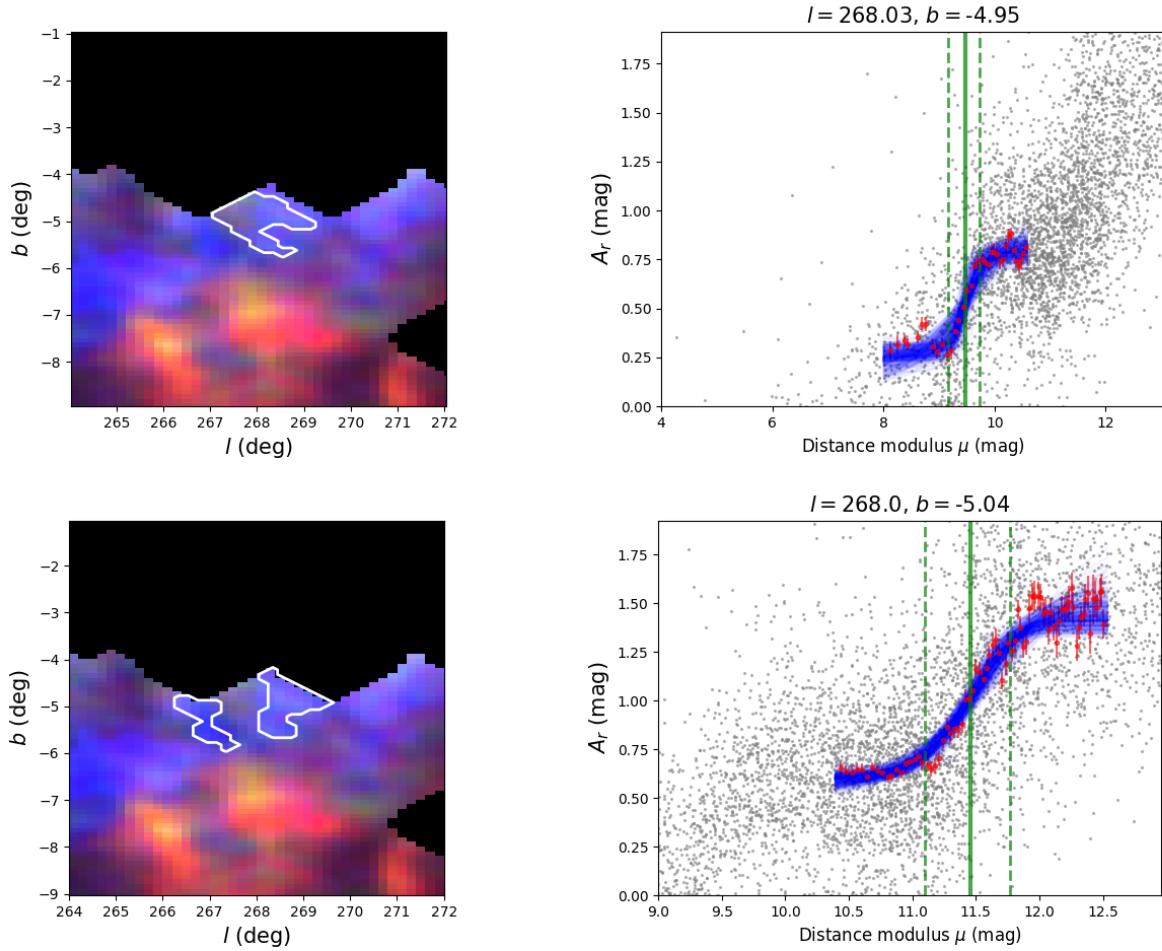 l = 268.03, b = -4.95
−1
−2
−3
−4
−5
−6
−7
−8
b (deg)
265 266 267 268 269 270 271 272
l (deg)
1.75
1.50
1.25
1.00
0.75
0.50
0.25
0.00
A_r (mag)
4 6 8 10 12
Distance modulus μ (mag)
l = 268.0, b = -5.04
−2
−3
−4
−5
−6
−7
−8
−9
b (deg)
264 265 266 267 268 269 270 271 272
l (deg)
1.75
1.50
1.25
1.00
0.75
0.50
0.25
0.00
A_r (mag)
9.0 9.5 10.0 10.5 11.0 11.5 12.0 12.5
Distance modulus μ (mag)